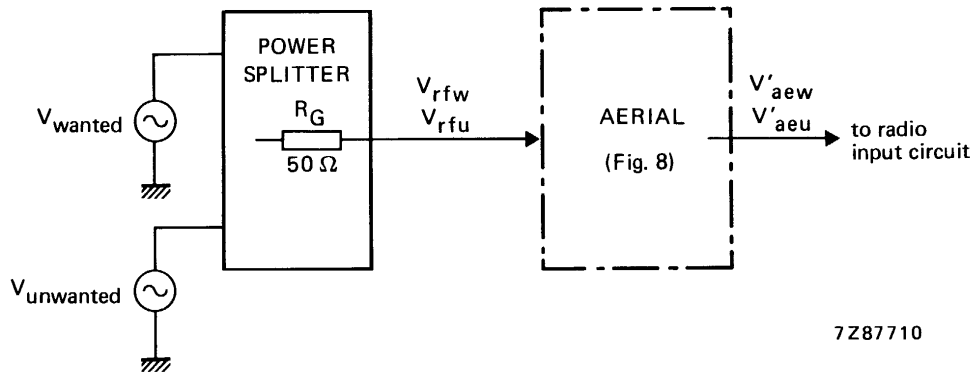 POWER
SPLITTER
R_G
50 Ω
V_wanted
V_unwanted
V_rfw
V_rfu
AERIAL
(Fig. 8)
V'_aew
V'_aeu
to radio
input circuit
7Z87710